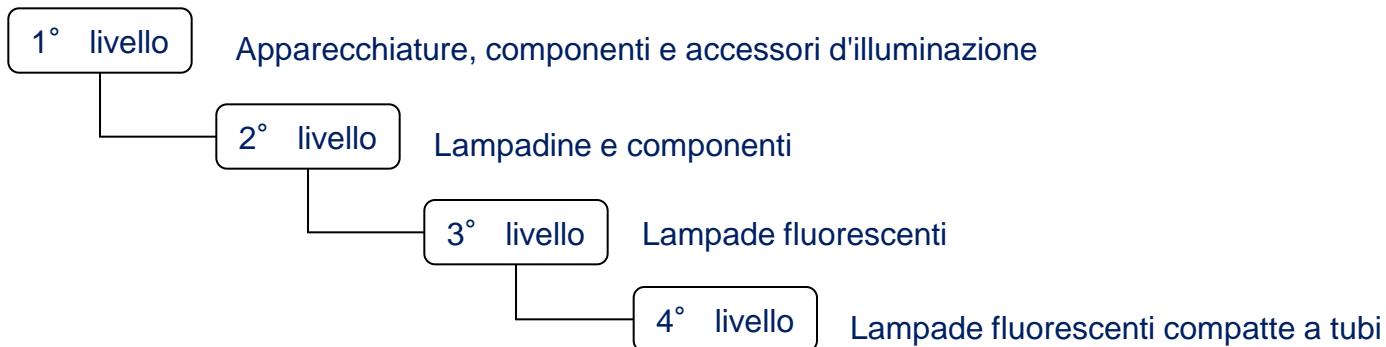 1° livello Apparecchiature, componenti e accessori d'illuminazione
2° livello Lampadine e componenti
3° livello Lampade fluorescenti
4° livello Lampade fluorescenti compatte a tubi